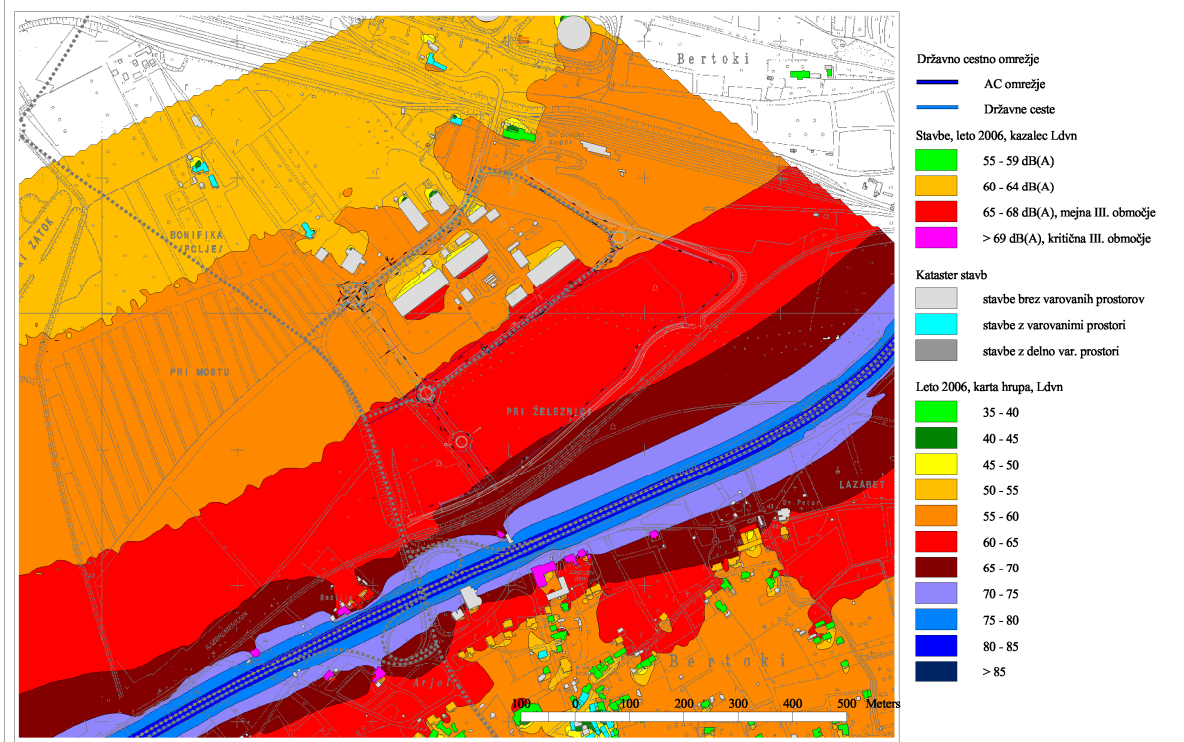 Bertoki
BONIFIKA
/POLJE/
PRI MOSTU
PRI ŽELEZNICI
LAZARET
Bertoki
100 0 100 200 300 400 500 Meters
Državno cestno omrežje
AC omrežje
Državne ceste
Stavbe, leto 2006, kazalec Ldvn
55 - 59 dB(A)
60 - 64 dB(A)
65 - 68 dB(A), mejna III. območje
> 69 dB(A), kritična III. območje
Kataster stavb
stavbe brez varovanih prostorov
stavbe z varovanimi prostori
stavbe z delno var. prostori
Leto 2006, karta hrupa, Ldvn
35 - 40
40 - 45
45 - 50
50 - 55
55 - 60
60 - 65
65 - 70
70 - 75
75 - 80
80 - 85
> 85